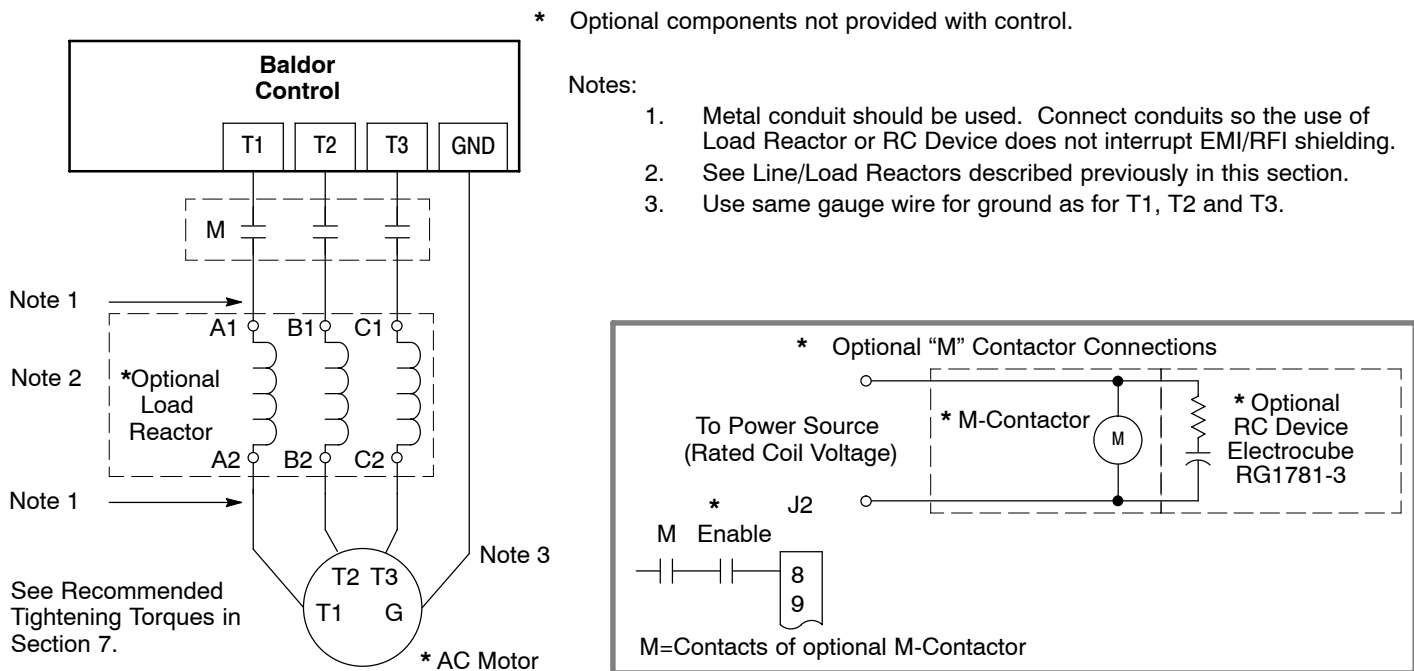 * Optional components not provided with control.
Baldor
Control
T1 T2 T3 GND
Notes:
1. Metal conduit should be used. Connect conduits so the use of
Load Reactor or RC Device does not interrupt EMI/RFI shielding.
2. See Line/Load Reactors described previously in this section.
3. Use same gauge wire for ground as for T1, T2 and T3.
M
Note 1
A1 B1 C1
Note 2
*Optional
Load
Reactor
A2 B2 C2
Note 1
Note 3
T2 T3
T1 G
* AC Motor
See Recommended
Tightening Torques in
Section 7.
* Optional “M” Contactor Connections
To Power Source
(Rated Coil Voltage)
* M-Contactor
M
* Optional
RC Device
Electrocube
RG1781-3
* J2
M Enable
8
9
M=Contacts of optional M-Contactor